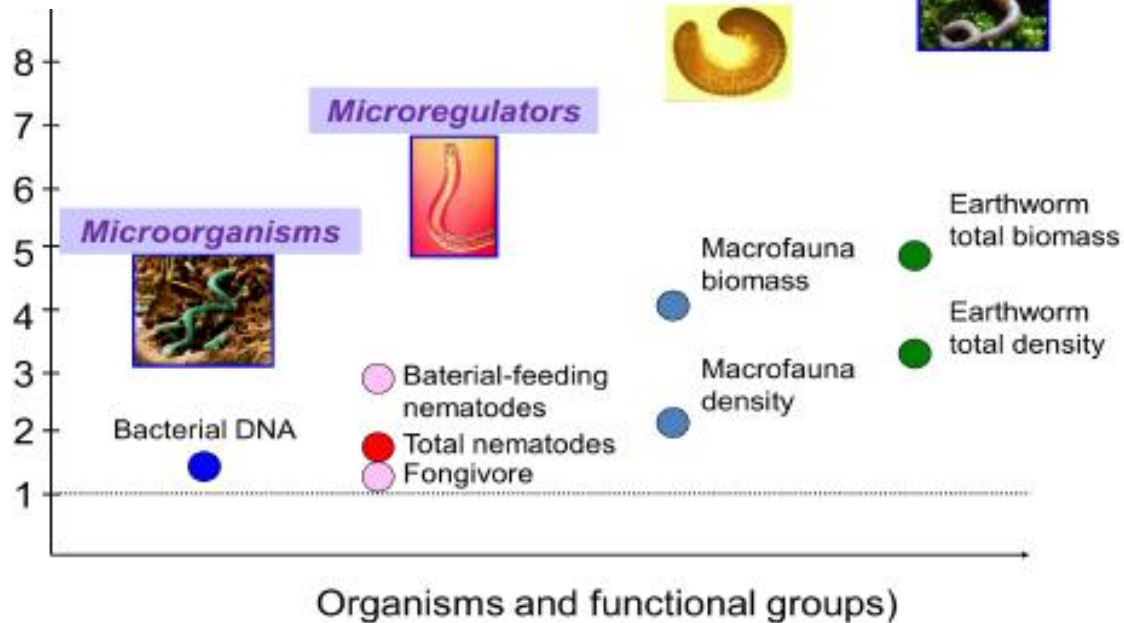 8
7
6
5
4
3
2
1
Microregulators
Microorganisms
Earthworm
total biomass
Macrofauna
biomass
Earthworm
total density
Macrofauna
density
Baterial-feeding
nematodes
Bacterial DNA
Total nematodes
Fongivore
Organisms and functional groups)